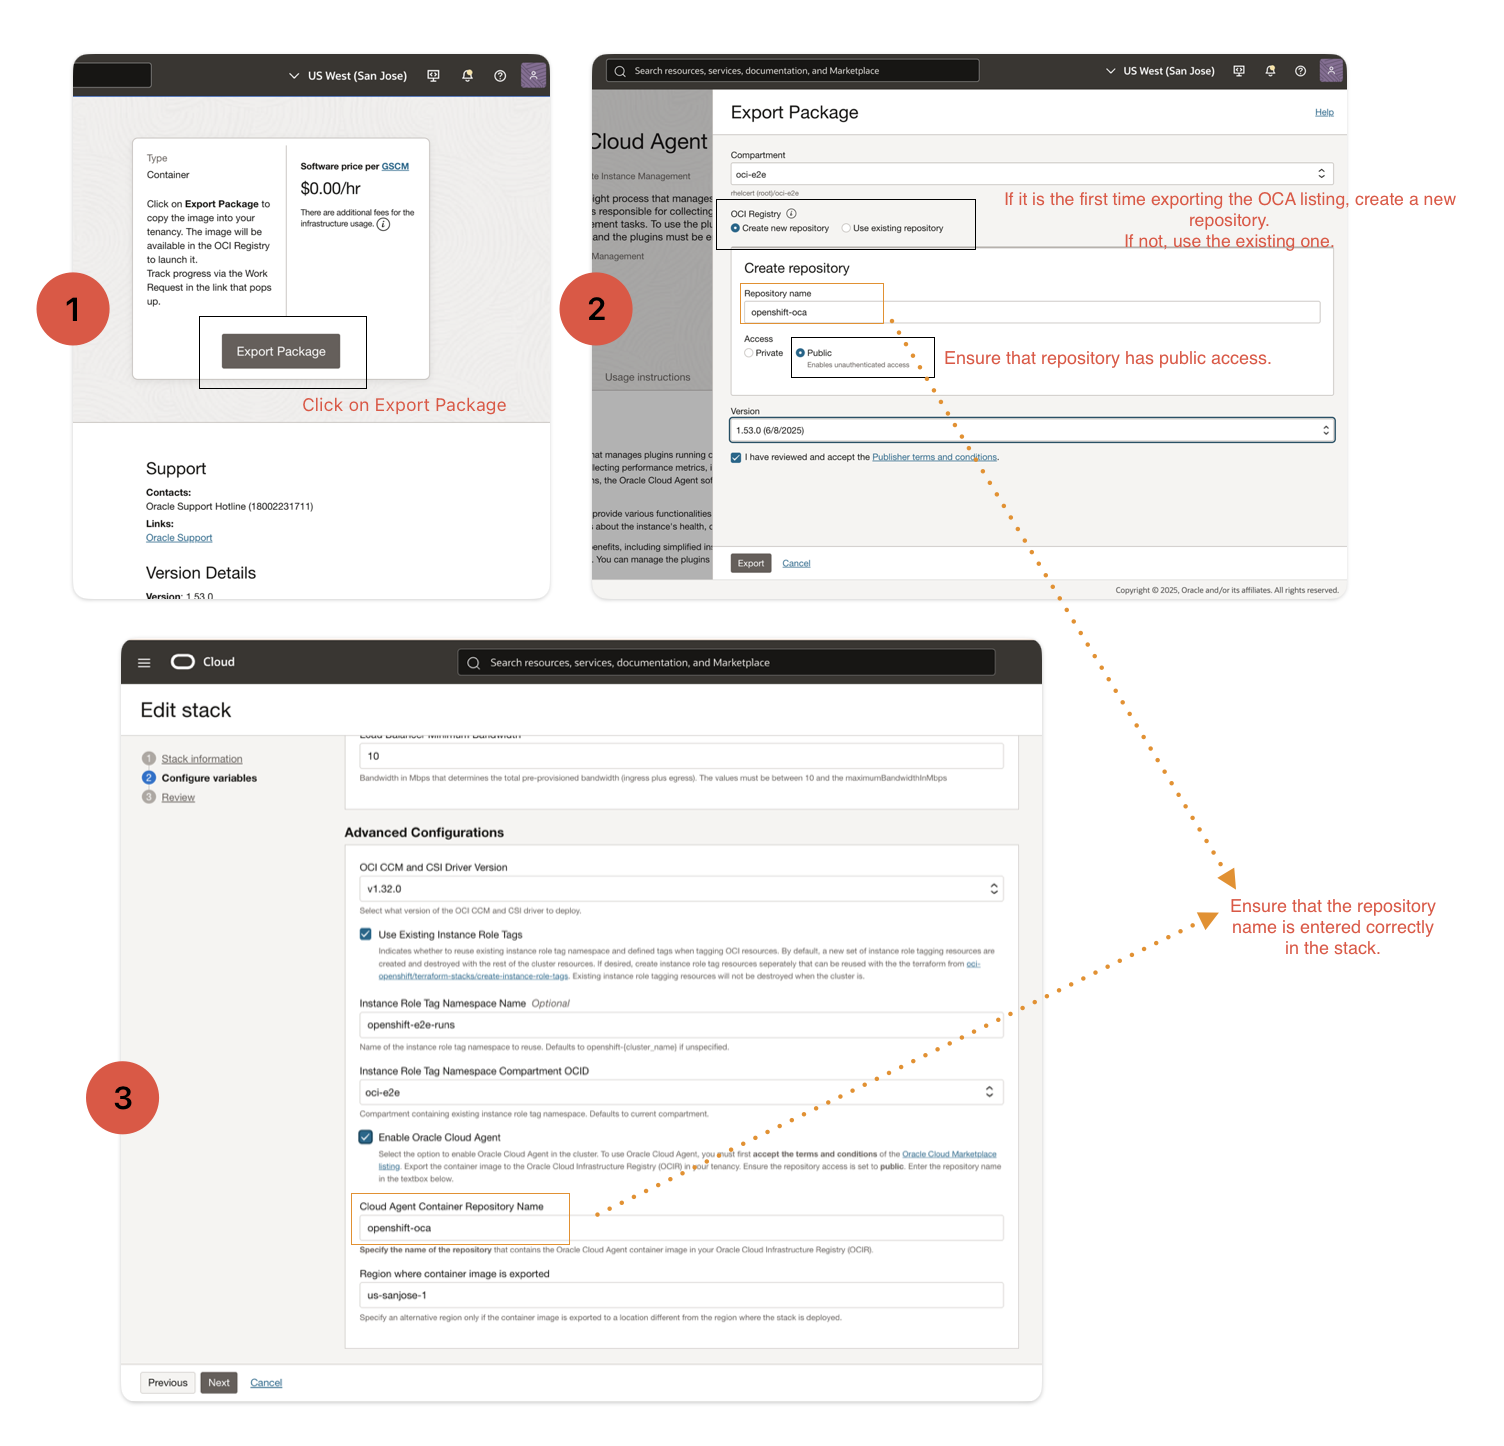 US West (San Jose)
Type
Container
Click on Export Package to
copy the image into your
tenancy. The image will be
available in the OCI Registry
to launch it.
Track progress via the Work
Request in the link that pops
up.
Software price per GSCM
$0.00/hr
There are additional fees for the
infrastructure usage.
Export Package
Click on Export Package
1
Support
Contacts:
Oracle Support Hotline (18002231711)
Links:
Oracle Support
Version Details
Version: 1.53.0
Search resources, services, documentation, and Marketplace
US West (San Jose)
Cloud Agent
te Instance Management
ight process that manages
s responsible for collecting
ement tasks. To use the plu
and the plugins must be e
Management
2
Usage instructions
hat manages plugins running o
llecting performance metrics, i
ns, the Oracle Cloud Agent sof
provide various functionalities
s about the instance's health, c
enefits, including simplified in
. You can manage the plugins
Export Package
Help
Compartment
oci-e2e
rhelcert (root)/oci-e2e
If it is the first time exporting the OCA listing, create a new
repository.
If not, use the existing one.
OCI Registry
Create new repository
Use existing repository
Create repository
Repository name
openshift-oca
Access
Private
Public
Enables unauthenticated access
Ensure that repository has public access.
Version
1.53.0 (6/8/2025)
I have reviewed and accept the Publisher terms and conditions.
Export
Cancel
Copyright © 2025, Oracle and/or its affiliates. All rights reserved.
Cloud
Search resources, services, documentation, and Marketplace
Edit stack
1 Stack information
2 Configure variables
3 Review
Load Balancer Minimum Bandwidth
10
Bandwidth in Mbps that determines the total pre-provisioned bandwidth (ingress plus egress). The values must be between 10 and the maximumBandwidthInMbps
Advanced Configurations
OCI CCM and CSI Driver Version
v1.32.0
Select what version of the OCI CCM and CSI driver to deploy.
Use Existing Instance Role Tags
Indicates whether to reuse existing instance role tag namespace and defined tags when tagging OCI resources. By default, a new set of instance role tagging resources are
created and destroyed with the rest of the cluster resources. If desired, create instance role tag resources seperately that can be reused with the the terraform from oci-
openshift/terraform-stacks/create-instance-role-tags. Existing instance role tagging resources will not be destroyed when the cluster is.
Instance Role Tag Namespace Name Optional
openshift-e2e-runs
Name of the instance role tag namespace to reuse. Defaults to openshift-{cluster_name} if unspecified.
Instance Role Tag Namespace Compartment OCID
oci-e2e
Compartment containing existing instance role tag namespace. Defaults to current compartment.
3
Enable Oracle Cloud Agent
Select the option to enable Oracle Cloud Agent in the cluster. To use Oracle Cloud Agent, you must first accept the terms and conditions of the Oracle Cloud Marketplace
listing. Export the container image to the Oracle Cloud Infrastructure Registry (OCIR) in your tenancy. Ensure the repository access is set to public. Enter the repository name
in the textbox below.
Cloud Agent Container Repository Name
openshift-oca
Specify the name of the repository that contains the Oracle Cloud Agent container image in your Oracle Cloud Infrastructure Registry (OCIR).
Region where container image is exported
us-sanjose-1
Specify an alternative region only if the container image is exported to a location different from the region where the stack is deployed.
Previous
Next
Cancel
Ensure that the repository
name is entered correctly
in the stack.